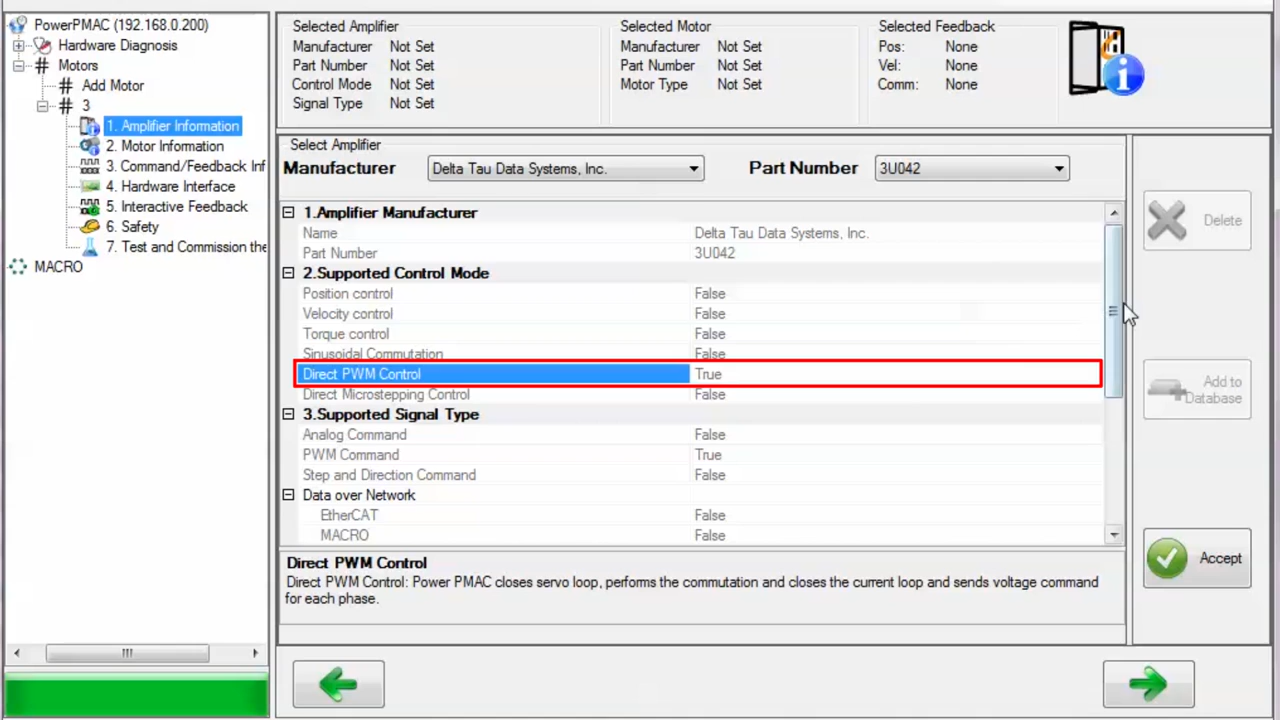 PowerPMAC (192.168.0.200)
Hardware Diagnosis
Motors
Add Motor
3
1. Amplifier Information
2. Motor Information
3. Command/Feedback Inf
4. Hardware Interface
5. Interactive Feedback
6. Safety
7. Test and Commission the
MACRO
Selected Amplifier
Manufacturer Not Set
Part Number Not Set
Control Mode Not Set
Signal Type Not Set
Selected Motor
Manufacturer Not Set
Part Number Not Set
Motor Type Not Set
Selected Feedback
Pos: None
Vel: None
Comm: None
Select Amplifier
Manufacturer Delta Tau Data Systems, Inc. Part Number 3U042
1.Amplifier Manufacturer
Name Delta Tau Data Systems, Inc.
Part Number 3U042
2.Supported Control Mode
Position control False
Velocity control False
Torque control False
Sinusoidal Commutation False
Direct PWM Control True
Direct Microstepping Control False
3.Supported Signal Type
Analog Command False
PWM Command True
Step and Direction Command False
Data over Network
EtherCAT False
MACRO False
Direct PWM Control
Direct PWM Control: Power PMAC closes servo loop, performs the commutation and closes the current loop and sends voltage command
for each phase.
Delete
Add to
Database
Accept